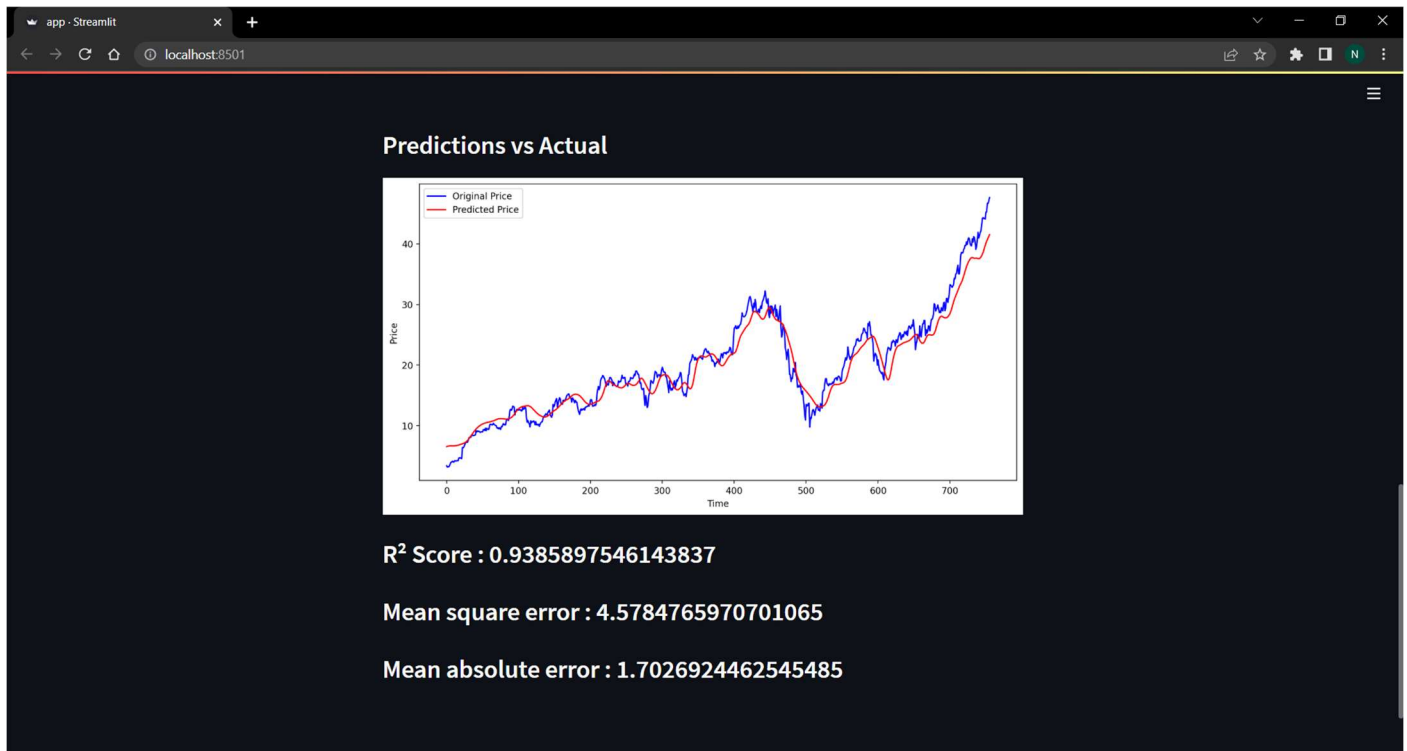 app · Streamlit
localhost:8501
N
Predictions vs Actual
Original Price
Predicted Price
40
30
20
10
Price
0 100 200 300 400 500 600 700
Time
R² Score : 0.9385897546143837
Mean square error : 4.5784765970701065
Mean absolute error : 1.7026924462545485